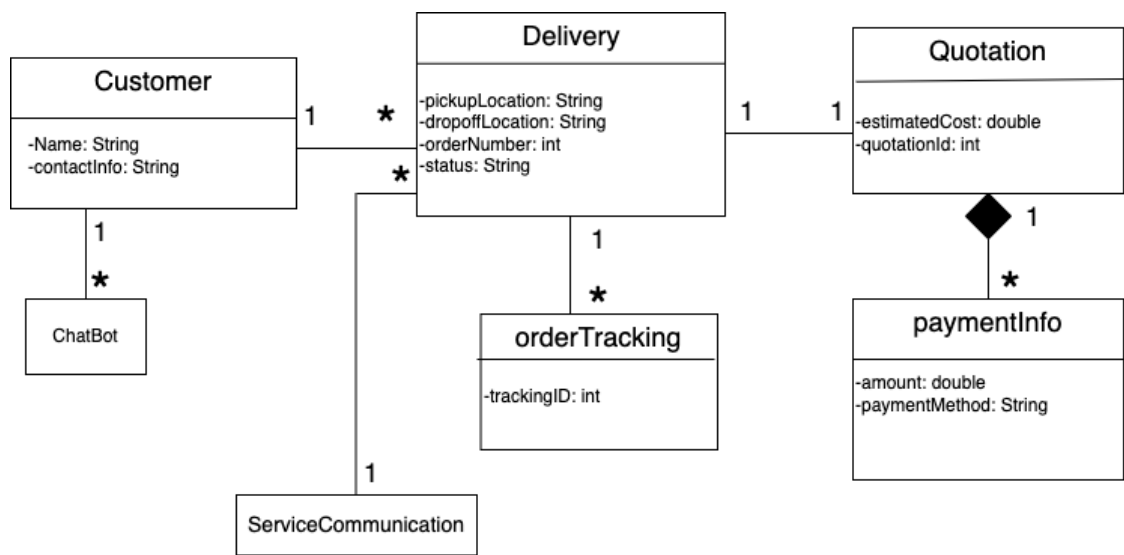 Customer
-Name: String
-contactInfo: String
1
*
Delivery
-pickupLocation: String
-dropoffLocation: String
-orderNumber: int
-status: String
*
1
1
Quotation
-estimatedCost: double
-quotationId: int
1
*
ChatBot
1
*
orderTracking
-trackingID: int
1
*
paymentInfo
-amount: double
-paymentMethod: String
1
ServiceCommunication